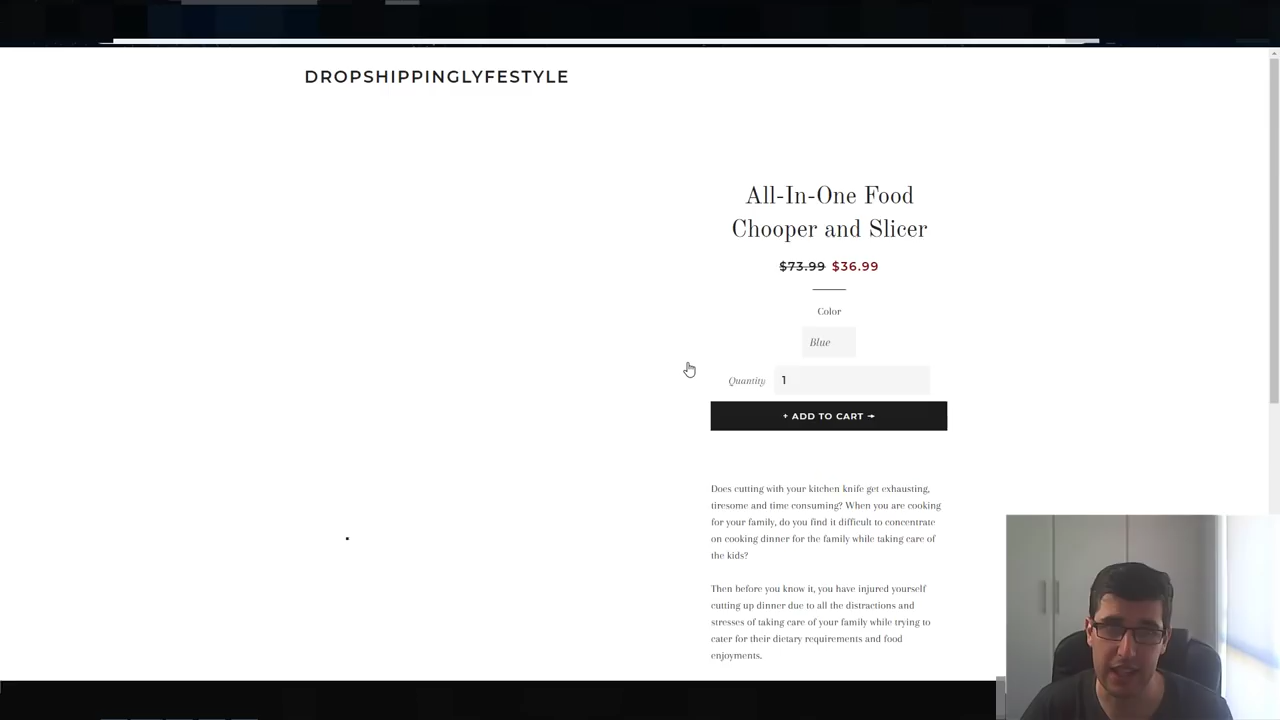 DROPSHIPPINGLYFESTYLE
All-In-One Food
Chooper and Slicer
$73.99 $36.99
Color
Blue
Quantity 1
+ ADD TO CART ➞
Does cutting with your kitchen knife get exhausting,
tiresome and time consuming? When you are cooking
for your family, do you find it difficult to concentrate
on cooking dinner for the family while taking care of
the kids?
Then before you know it, you have injured yourself
cutting up dinner due to all the distractions and
stresses of taking care of your family while trying to
cater for their dietary requirements and food
enjoyments.